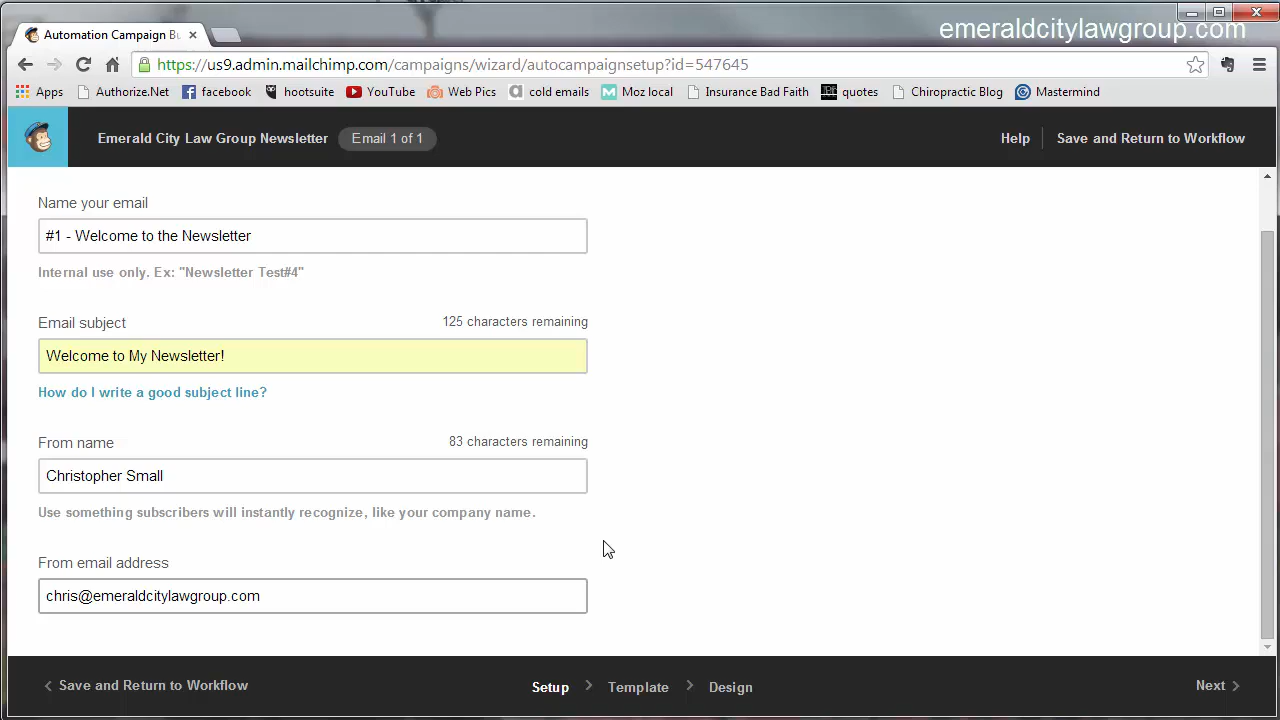 emeraldcitylawgroup.com
Automation Campaign Bu
https://us9.admin.mailchimp.com/campaigns/wizard/autocampaignsetup?id=547645
Apps Authorize.Net facebook hootsuite YouTube Web Pics cold emails Moz local Insurance Bad Faith quotes Chiropractic Blog Mastermind
Emerald City Law Group Newsletter Email 1 of 1 Help Save and Return to Workflow
Name your email
#1 - Welcome to the Newsletter
Internal use only. Ex: "Newsletter Test#4"
Email subject 125 characters remaining
Welcome to My Newsletter!
How do I write a good subject line?
From name 83 characters remaining
Christopher Small
Use something subscribers will instantly recognize, like your company name.
From email address
chris@emeraldcitylawgroup.com
Save and Return to Workflow Setup Template Design Next